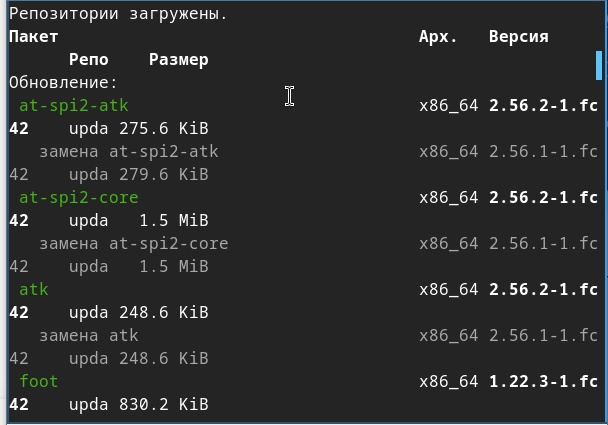 Репозитории загружены.
Пакет Арх. Версия
Репо Размер
Обновление:
at-spi2-atk x86_64 2.56.2-1.fc
42 upda 275.6 KiB
замена at-spi2-atk x86_64 2.56.1-1.fc
42 upda 279.6 KiB
at-spi2-core x86_64 2.56.2-1.fc
42 upda 1.5 MiB
замена at-spi2-core x86_64 2.56.1-1.fc
42 upda 1.5 MiB
atk x86_64 2.56.2-1.fc
42 upda 248.6 KiB
замена atk x86_64 2.56.1-1.fc
42 upda 248.6 KiB
foot x86_64 1.22.3-1.fc
42 upda 830.2 KiB